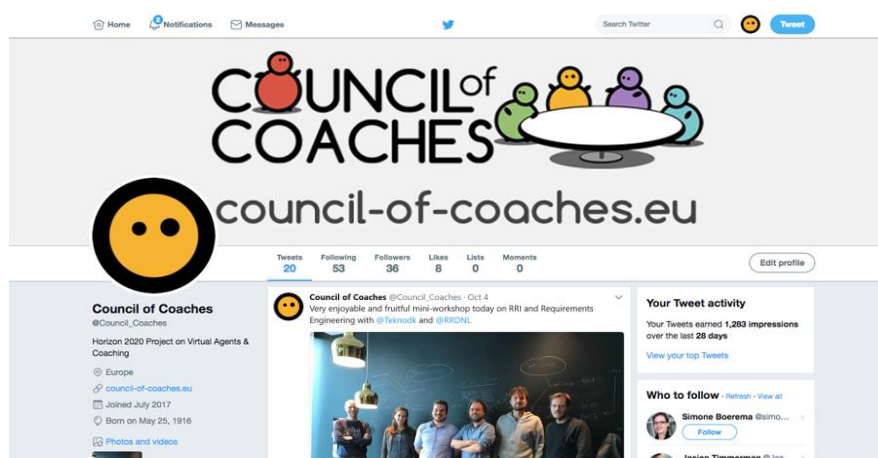 Home
2
Notifications
Messages
Search Twitter
Tweet
COUNCIL of
COACHES
council-of-coaches.eu
Tweets
20
Following
53
Followers
36
Likes
8
Lists
0
Moments
0
Edit profile
Council of Coaches
@Council_Coaches
Horizon 2020 Project on Virtual Agents &
Coaching
Europe
council-of-coaches.eu
Joined July 2017
Born on May 25, 1916
Photos and videos
Council of Coaches @Council_Coaches · Oct 4
Very enjoyable and fruitful mini-workshop today on RRI and Requirements
Engineering with @Teknodk and @RRDNL
Your Tweet activity
Your Tweets earned 1,283 impressions
over the last 28 days
View your top Tweets
Who to follow · Refresh · View all
Simone Boerema @simo...
Follow